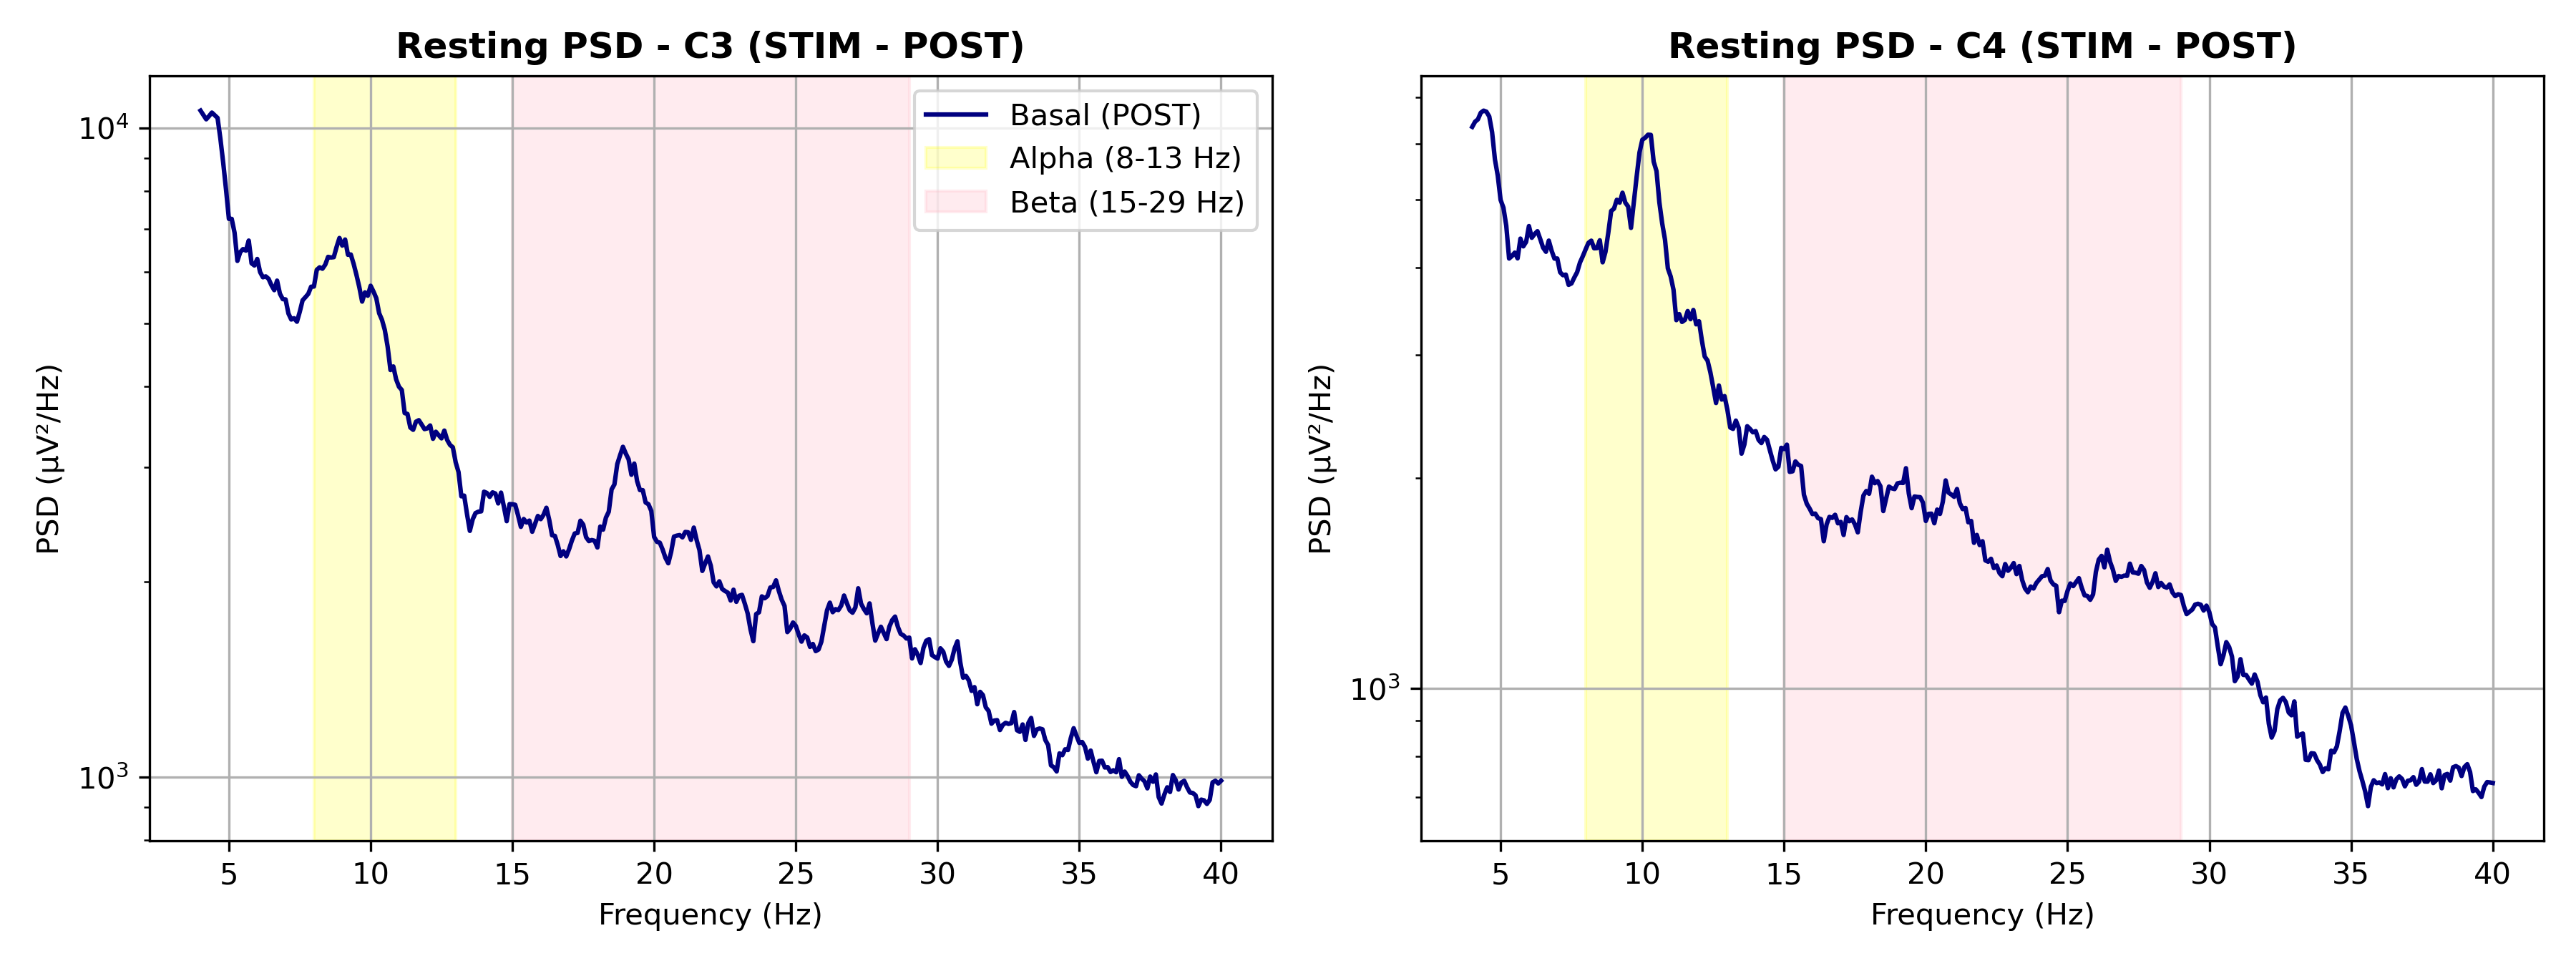 Resting PSD - C3 (STIM - POST)
PSD (µV²/Hz)
10⁴
10³
Basal (POST)
Alpha (8-13 Hz)
Beta (15-29 Hz)
5 10 15 20 25 30 35 40
Frequency (Hz)
Resting PSD - C4 (STIM - POST)
PSD (µV²/Hz)
10³
5 10 15 20 25 30 35 40
Frequency (Hz)